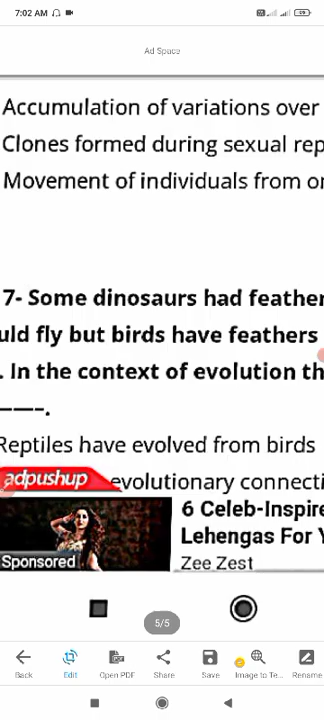 7:02 AM
Ad Space
Accumulation of variations over
Clones formed during sexual rep
Movement of individuals from
7- Some dinosaurs had feather
uld fly but birds have feathers
. In the context of evolution th
———.
Reptiles have evolved from birds
adpushup evolutionary connecti
6 Celeb-Inspire
Lehengas For
Sponsored
Zee Zest
5/5
Back Edit Open PDF Share Save Image to Te... Rename